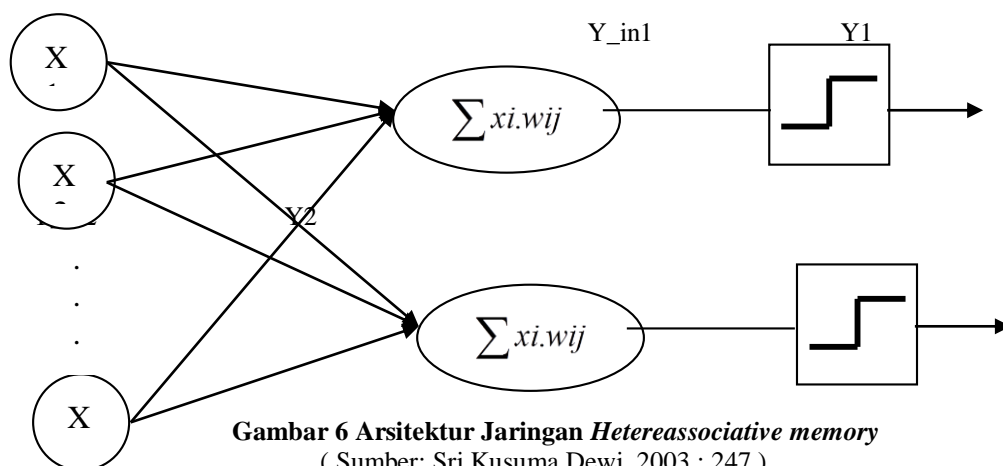 Y_in1 Y1
X
∑ xi.wij
X
Y2
.
.
.
∑ xi.wij
X
Gambar 6 Arsitektur Jaringan Hetereassociative memory
( Sumber: Sri Kusuma Dewi, 2003 : 247 )